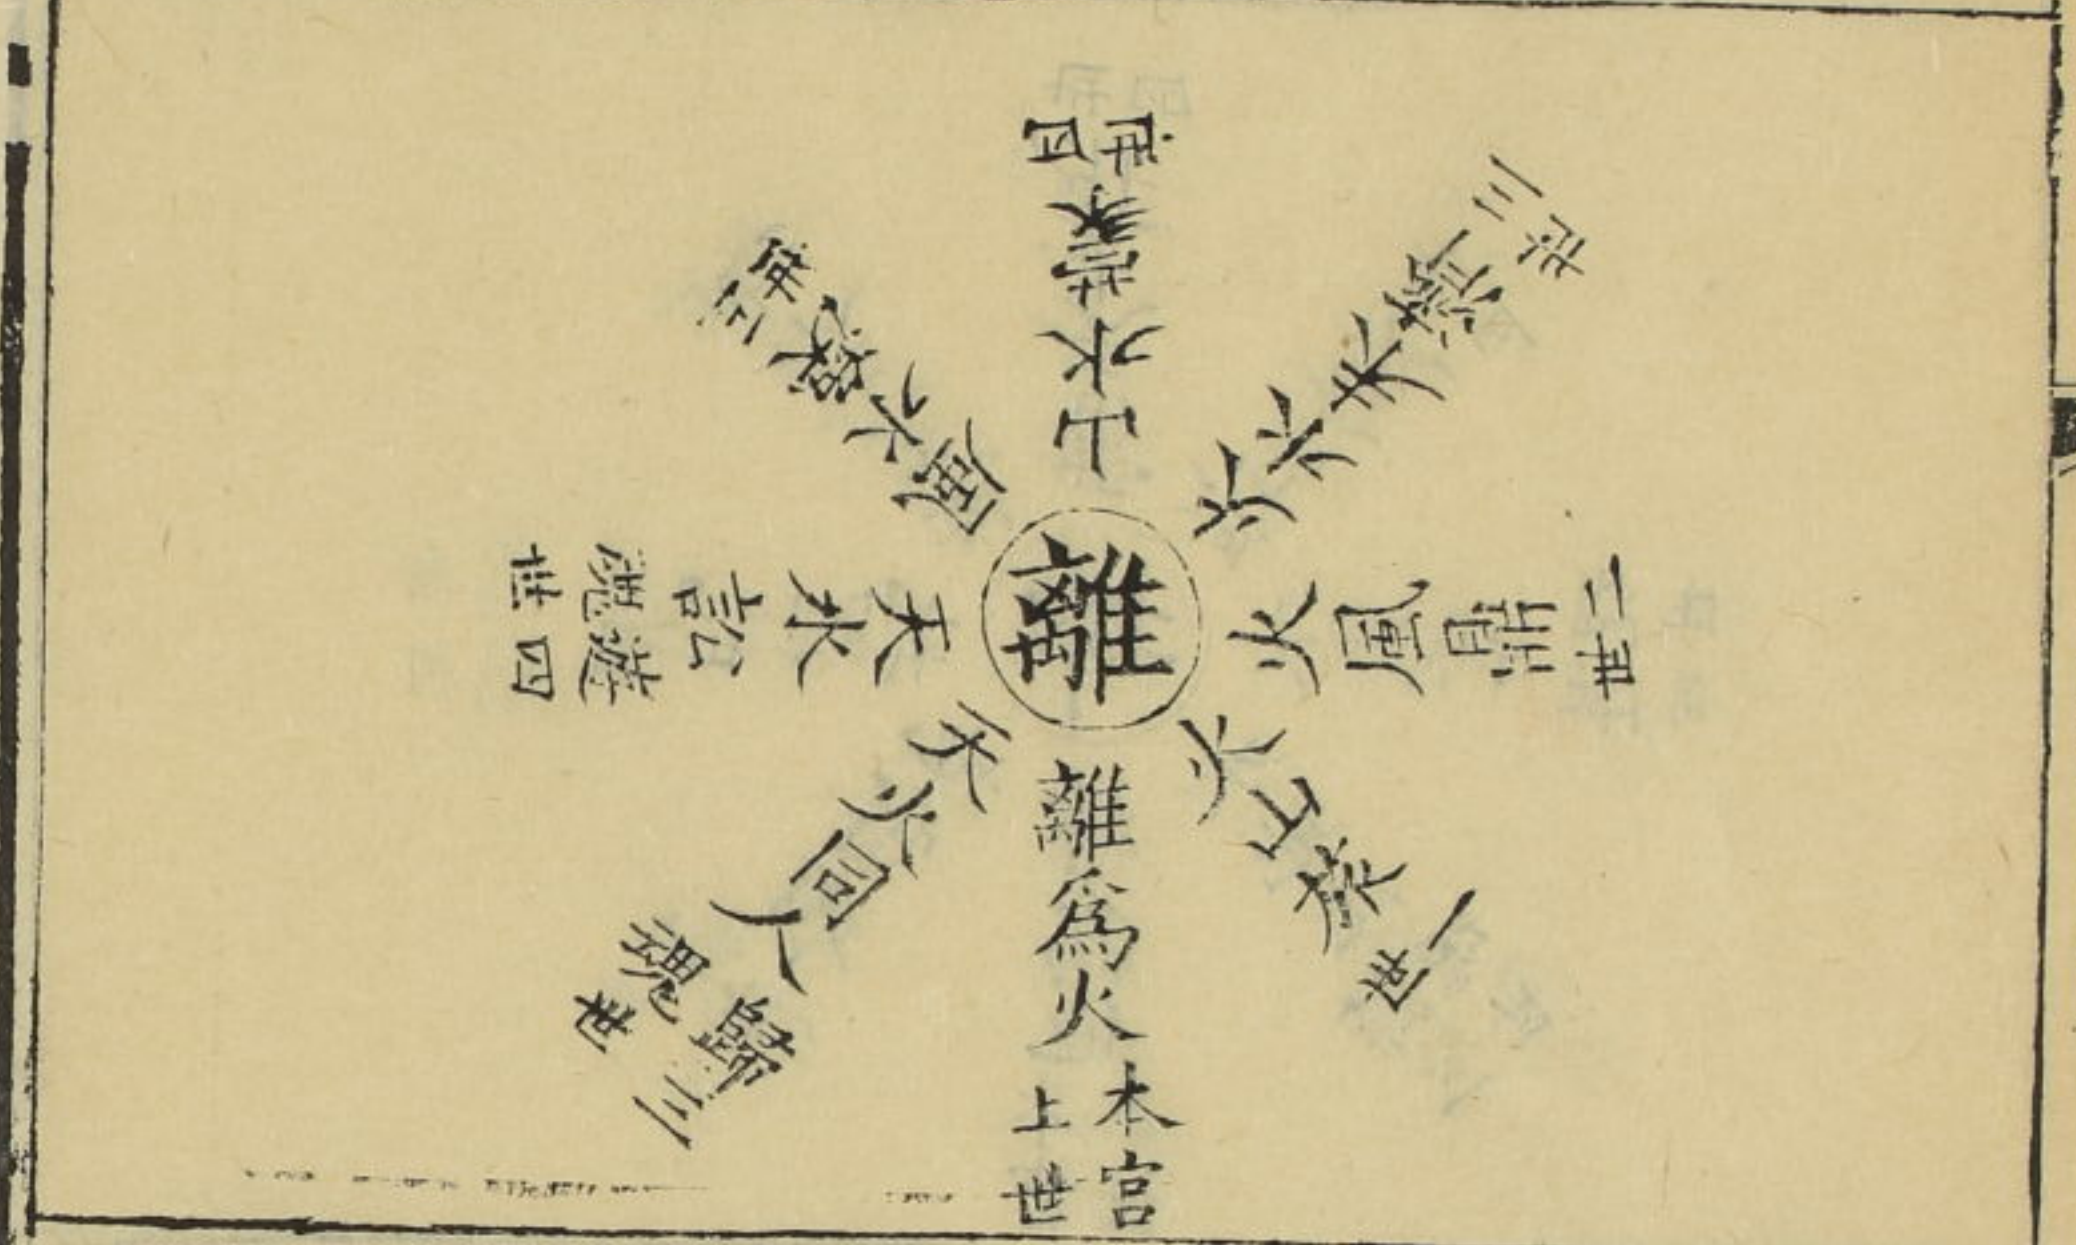 離
離爲火
本宮
上世
火山旅
一世
火風鼎
二世
火水未濟
三世
山水蒙
四世
風水渙
五世
天水訟
遊魂
四世
天火同人
歸魂
三世